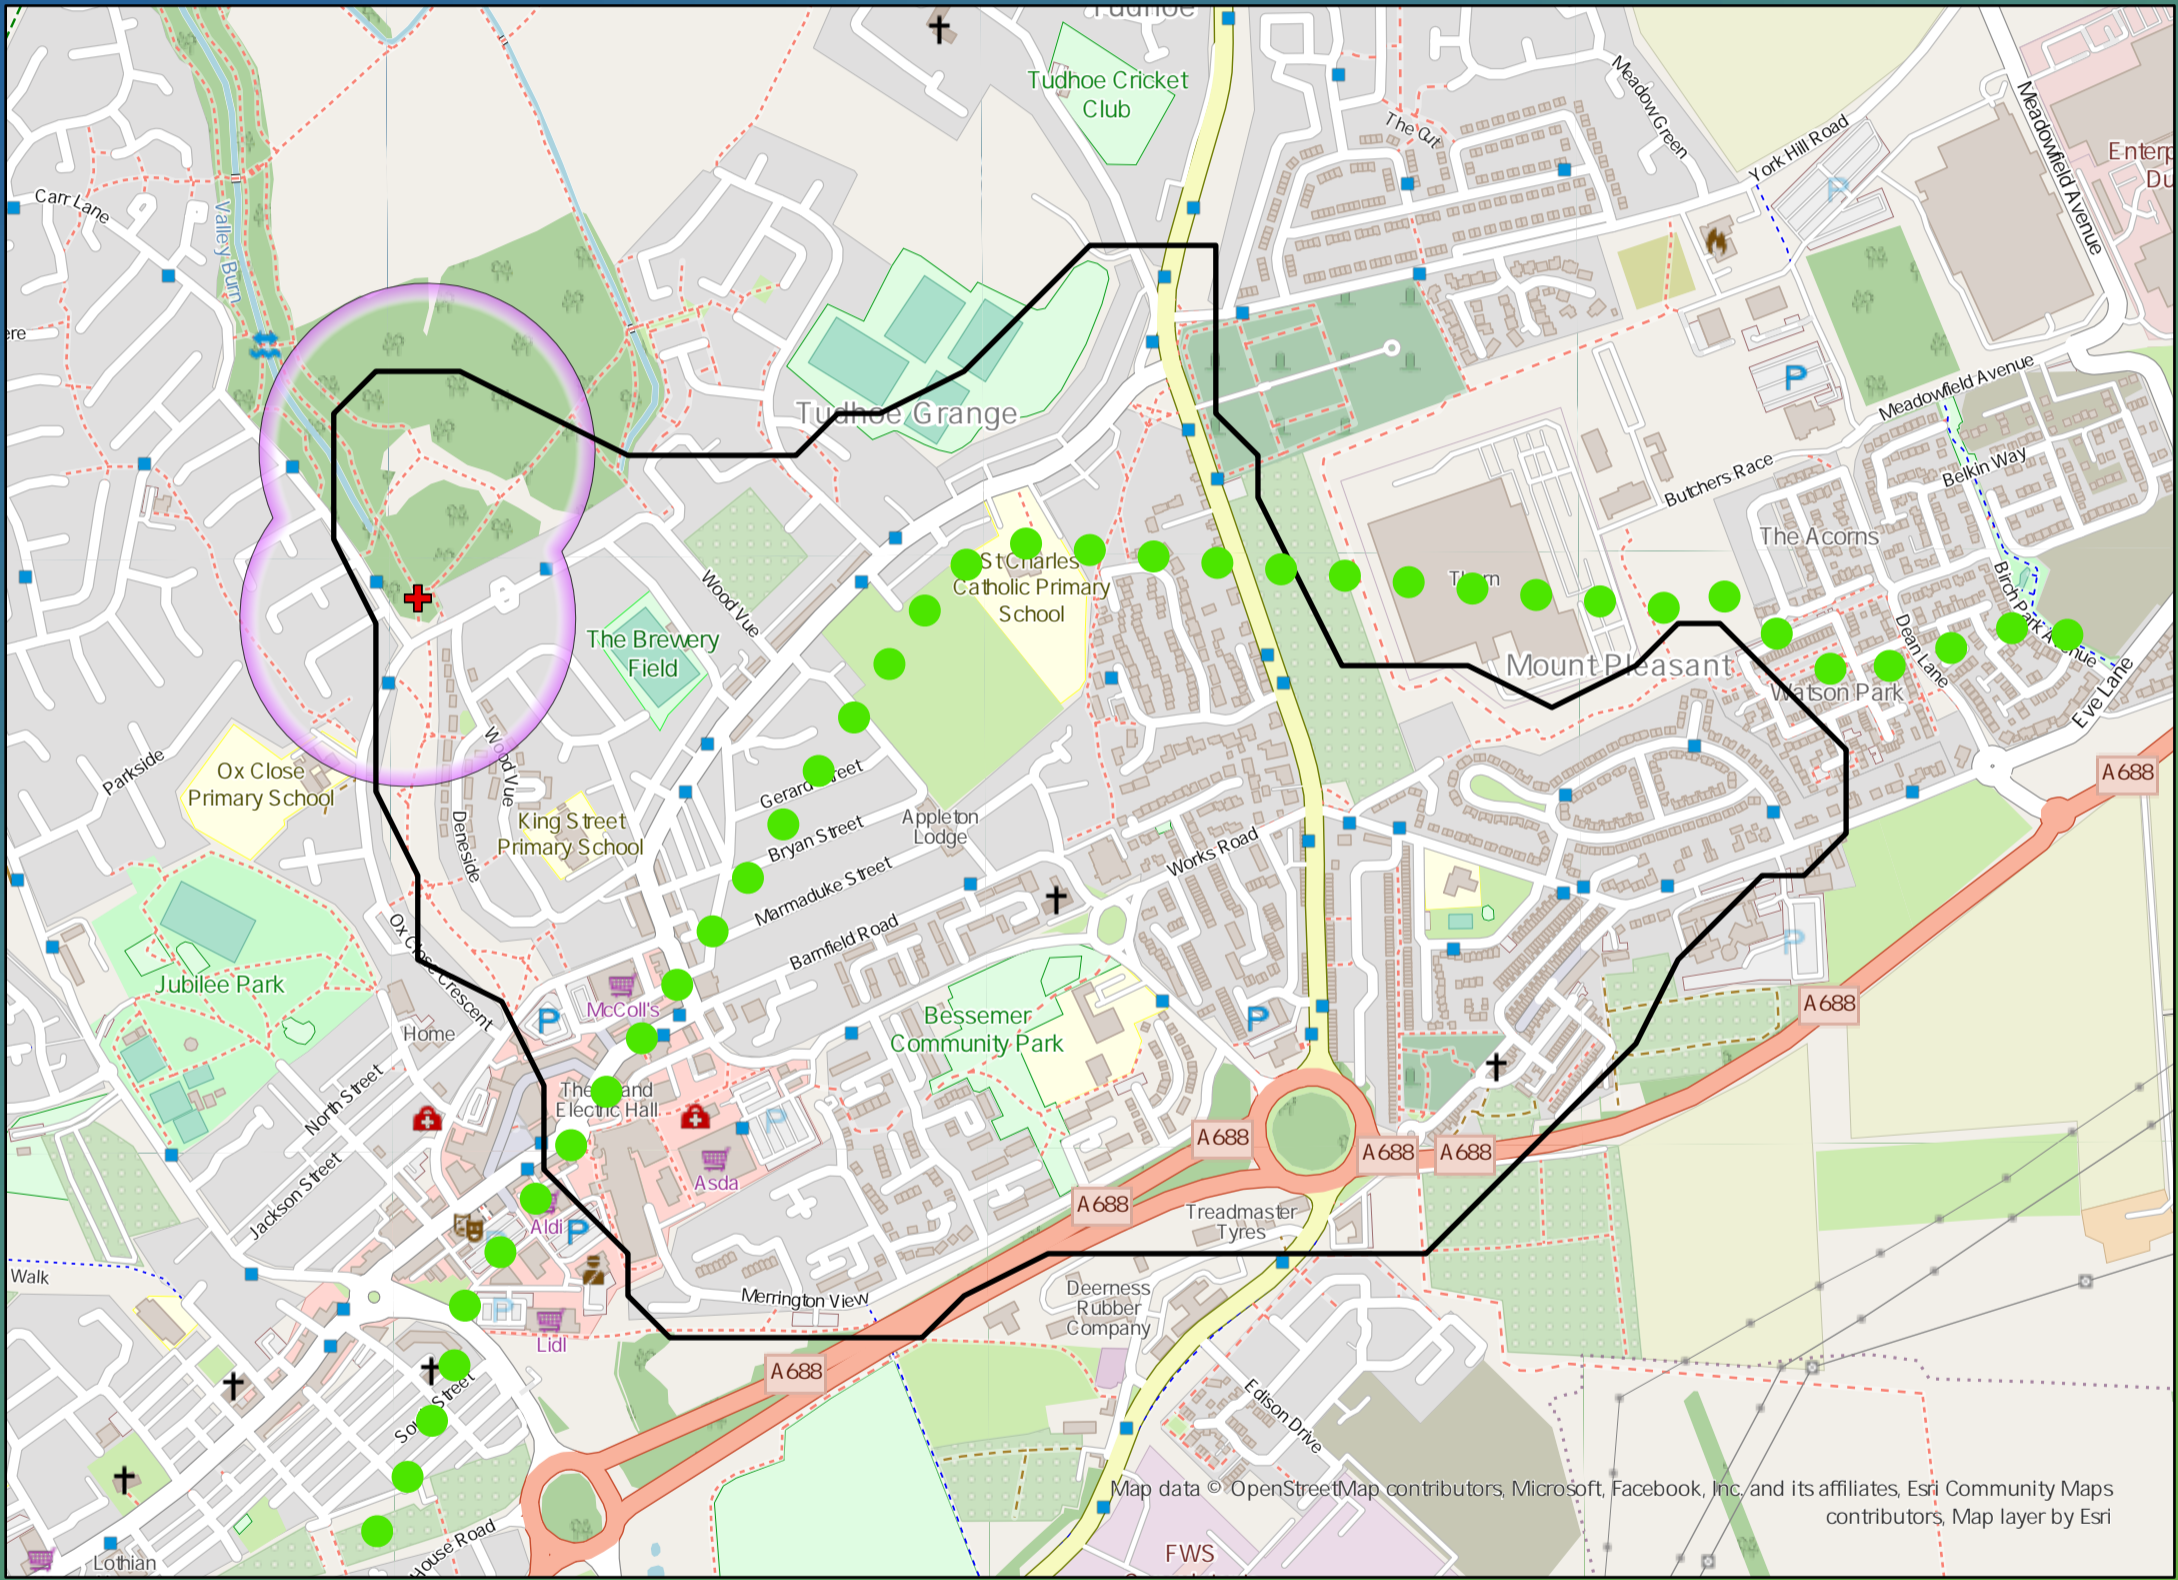 Tudhoe
Tudhoe Cricket
Club
Meadow Green
The Cut
York Hill Road
Meadowfield Avenue
P
Carr Lane
Valley Burn
Tudhoe Grange
P
Meadowfield Avenue
Belkin Way
Butchers Race
The Acorns
St Charles
Catholic Primary
School
Wood Vue
The Brewery
Field
Mount Pleasant
Birch Park Avenue
Dean Lane
Watson Park
Eve Lane
A688
Parkside
Ox Close
Primary School
Wood Vue
Deneside
King Street
Primary School
Gerard Street
Bryan Street
Marmaduke Street
Barnfield Road
Appleton
Lodge
Works Road
Ox Close Crescent
Jubilee Park
Home
P
McColl's
Bessemer
Community Park
P
P
A688
North Street
Jackson Street
Electric Hall
P
Asda
A688
A688
A688
A688
Treadmaster
Tyres
Aldi
P
P
Lidl
Walk
Merrington View
Deerness
Rubber
Company
A688
South Street
Edison Drive
House Road
Lothian
FWS
Map data © OpenStreetMap contributors, Microsoft, Facebook, Inc. and its affiliates, Esri Community Maps
contributors, Map layer by Esri